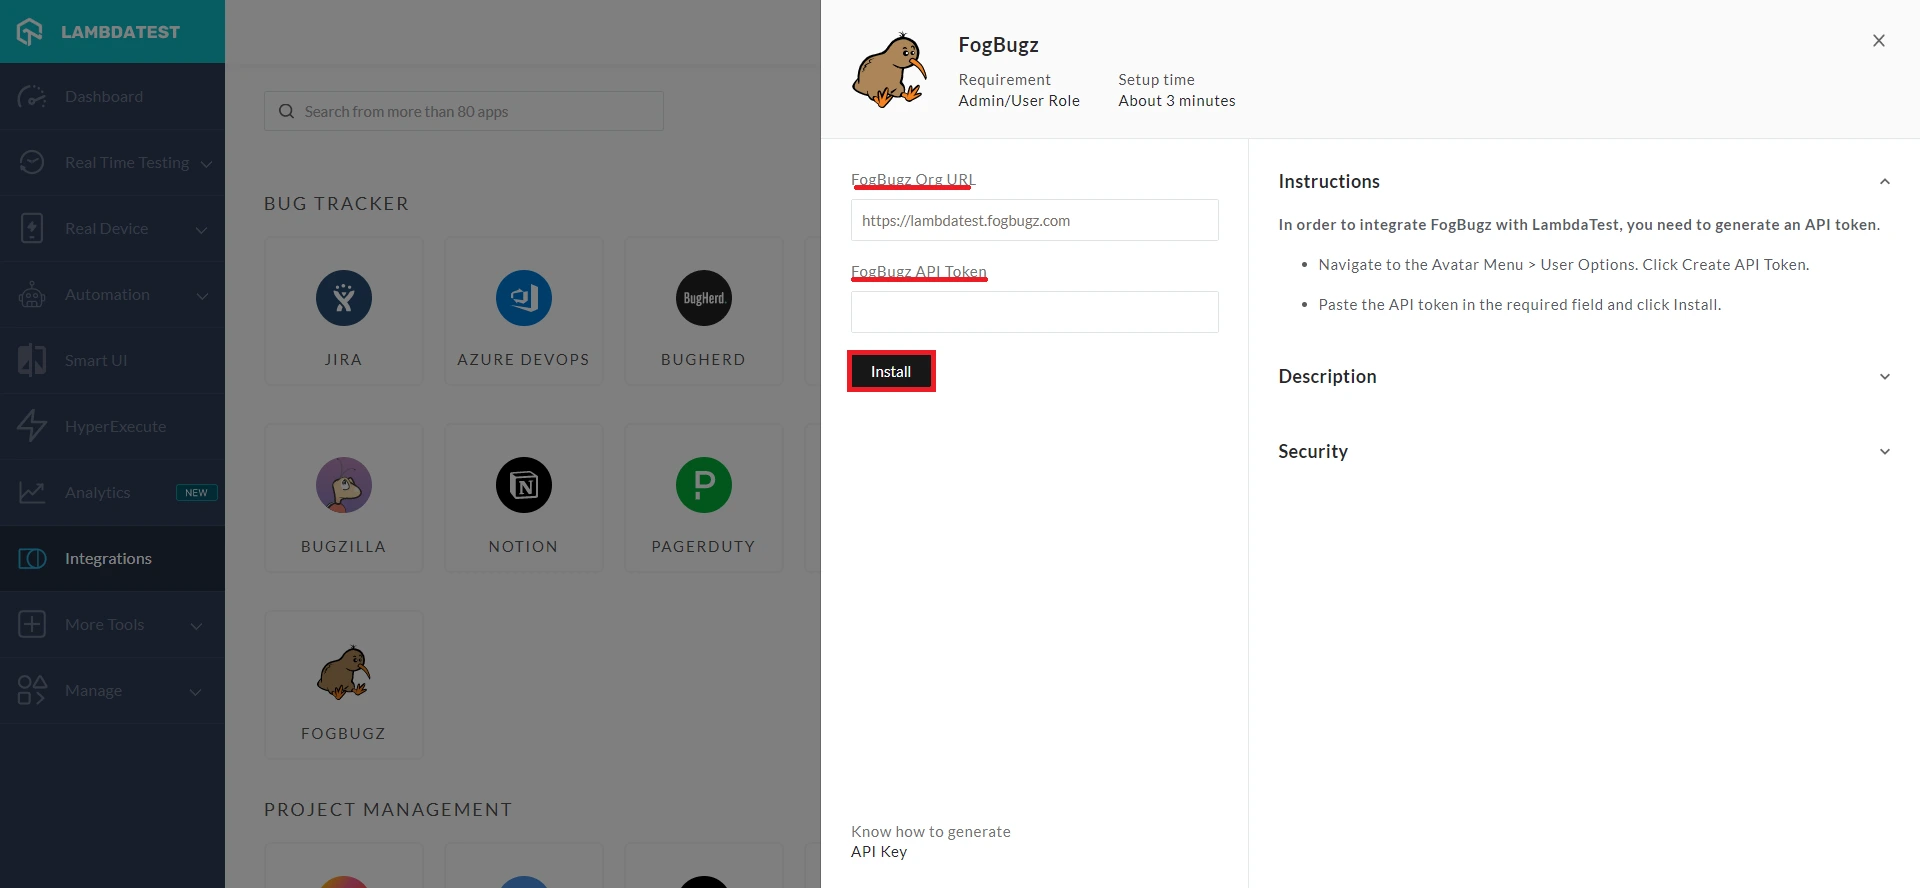 LAMBDATEST
Dashboard
Real Time Testing
Real Device
Automation
Smart UI
HyperExecute
Analytics NEW
Integrations
More Tools
Manage
Search from more than 80 apps
BUG TRACKER
JIRA
AZURE DEVOPS
BugHerd.
BUGHERD
BUGZILLA
N
NOTION
P
PAGERDUTY
FOGBUGZ
PROJECT MANAGEMENT
FogBugz
Requirement
Admin/User Role
Setup time
About 3 minutes
FogBugz Org URL
https://lambdatest.fogbugz.com
FogBugz API Token
Install
Know how to generate
API Key
Instructions
In order to integrate FogBugz with LambdaTest, you need to generate an API token.
• Navigate to the Avatar Menu > User Options. Click Create API Token.
• Paste the API token in the required field and click Install.
Description
Security